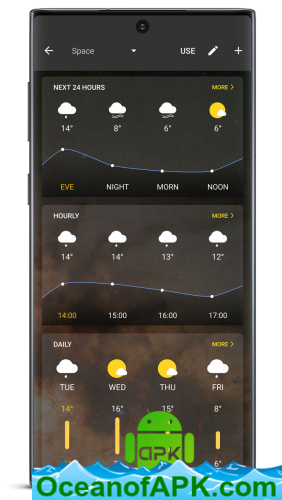 Space USE
NEXT 24 HOURS MORE
14° 8° 6° 6°
EVE NIGHT MORN NOON
HOURLY MORE
14° 14° 13° 12°
14:00 15:00 16:00 17:00
DAILY MORE
TUE WED THU FRI
14° 16° 15° 8°
APK
OceanofAPK.com